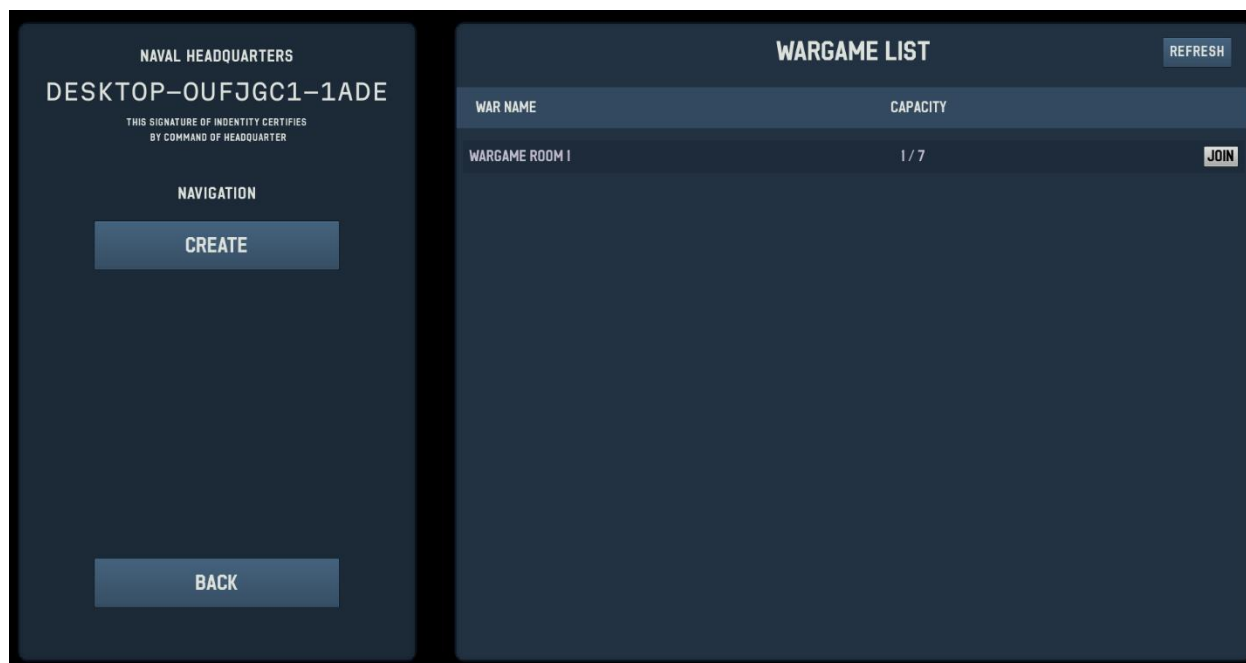 NAVAL HEADQUARTERS
DESKTOP-OUFJGC1-1ADE
THIS SIGNATURE OF INDENTITY CERTIFIES
BY COMMAND OF HEADQUARTER
NAVIGATION
CREATE
BACK
WARGAME LIST
REFRESH
WAR NAME CAPACITY
WARGAME ROOM 1 1 / 7 JOIN